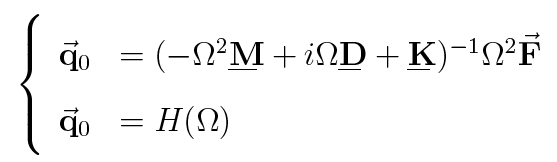 q⃗₀ = (−Ω²M̲ + iΩD̲ + K̲)⁻¹Ω²F⃗
q⃗₀ = H(Ω)